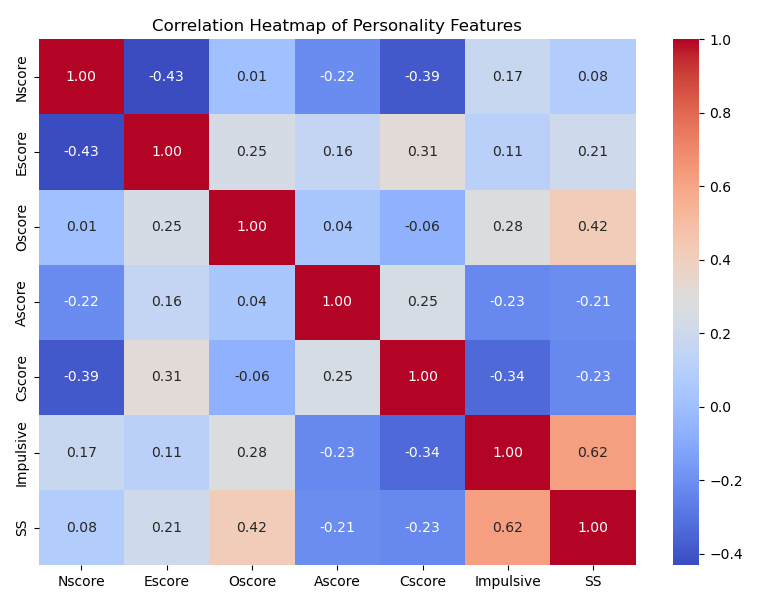 Correlation Heatmap of Personality Features
Nscore 1.00 -0.43 0.01 -0.22 -0.39 0.17 0.08
Escore -0.43 1.00 0.25 0.16 0.31 0.11 0.21
Oscore 0.01 0.25 1.00 0.04 -0.06 0.28 0.42
Ascore -0.22 0.16 0.04 1.00 0.25 -0.23 -0.21
Cscore -0.39 0.31 -0.06 0.25 1.00 -0.34 -0.23
Impulsive 0.17 0.11 0.28 -0.23 -0.34 1.00 0.62
SS 0.08 0.21 0.42 -0.21 -0.23 0.62 1.00
Nscore Escore Oscore Ascore Cscore Impulsive SS
1.0
0.8
0.6
0.4
0.2
0.0
−0.2
−0.4